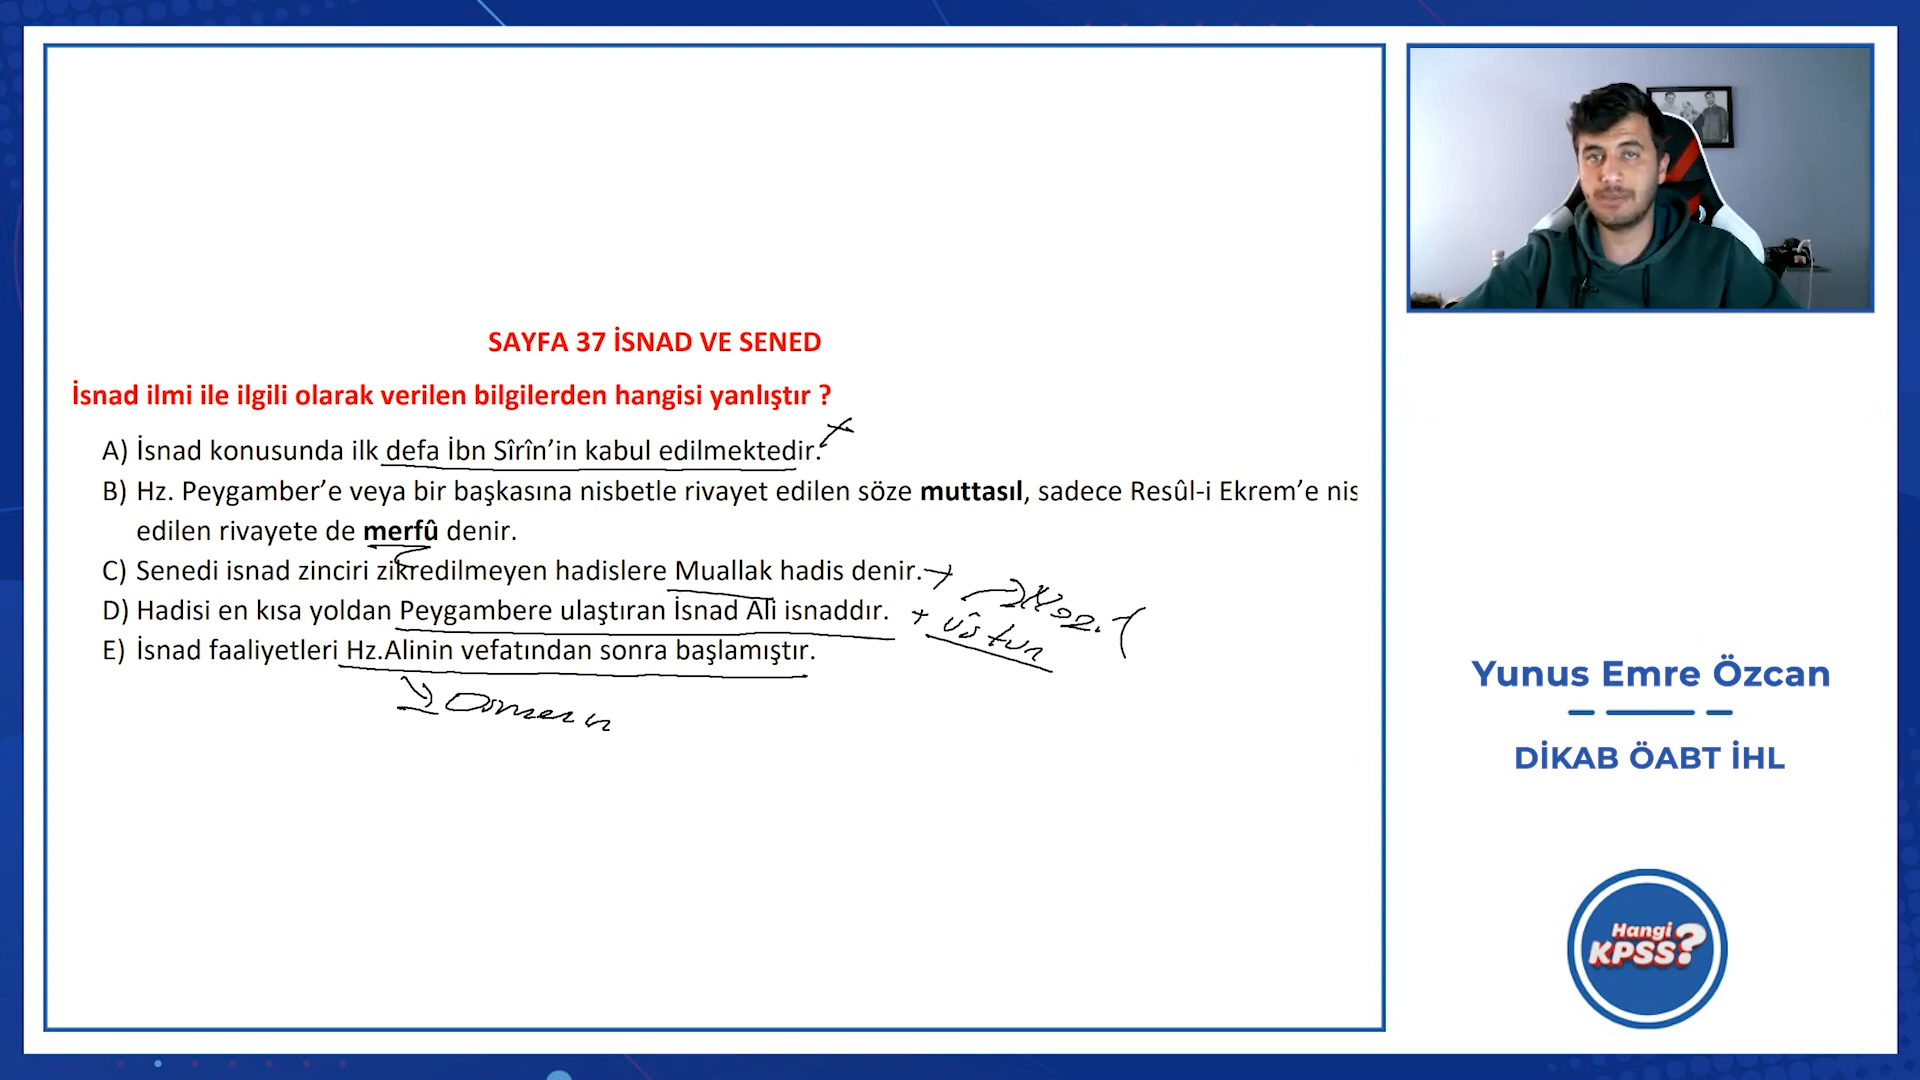 SAYFA 37 İSNAD VE SENED
İsnad ilmi ile ilgili olarak verilen bilgilerden hangisi yanlıştır ?
A) İsnad konusunda ilk defa İbn Sîrîn’in kabul edilmektedir.
B) Hz. Peygamber’e veya bir başkasına nisbetle rivayet edilen söze muttasıl, sadece Resûl-i Ekrem’e nis
edilen rivayete de merfû denir.
C) Senedi isnad zinciri zikredilmeyen hadislere Muallak hadis denir.
D) Hadisi en kısa yoldan Peygambere ulaştıran İsnad Ali isnaddır.
üstün
E) İsnad faaliyetleri Hz.Alinin vefatından sonra başlamıştır.
Osman
Yunus Emre Özcan
DİKAB ÖABT İHL
Hangi
KPSS?